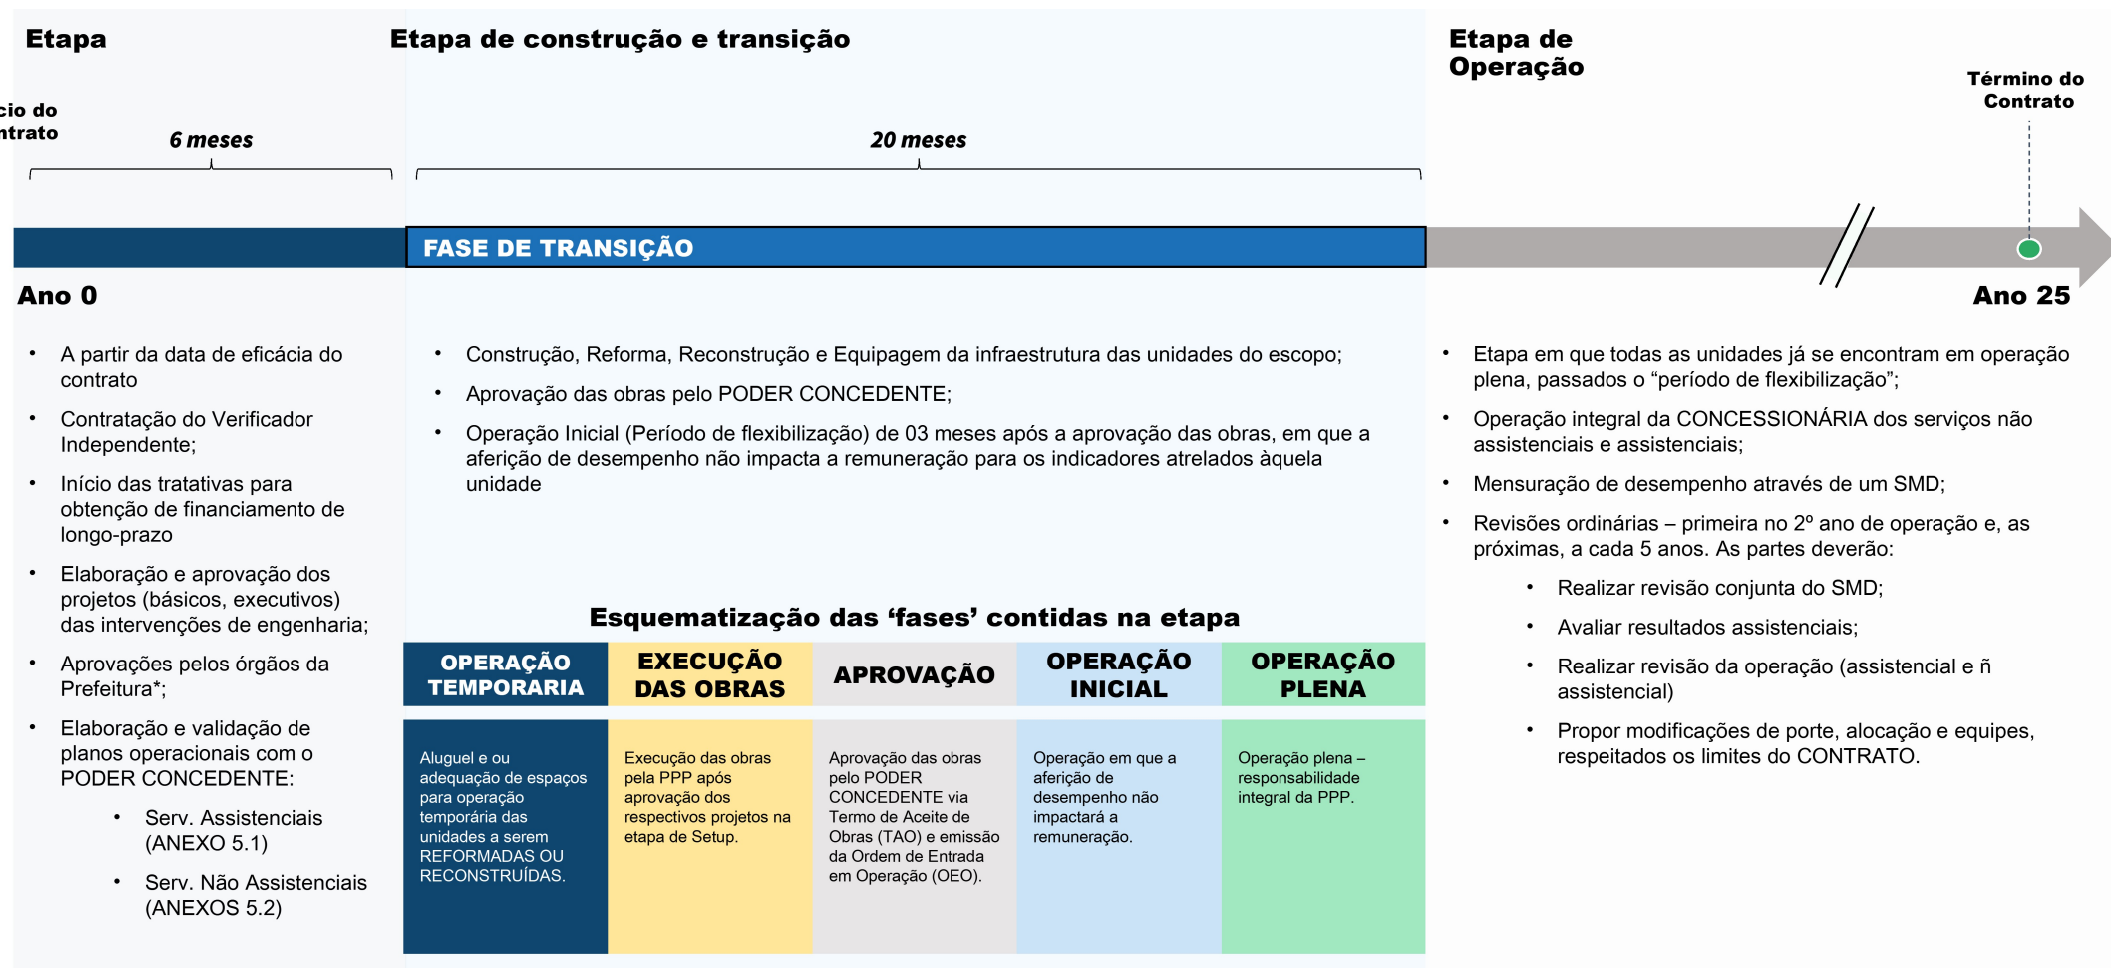 Etapa
Etapa de construção e transição
Etapa de
Operação
Término do
Contrato
cio do
ntrato
6 meses
20 meses
FASE DE TRANSIÇÃO
Ano 0
Ano 25
• A partir da data de eficácia do
contrato
• Contratação do Verificador
Independente;
• Início das tratativas para
obtenção de financiamento de
longo-prazo
• Elaboração e aprovação dos
projetos (básicos, executivos)
das intervenções de engenharia;
• Aprovações pelos órgãos da
Prefeitura*;
• Elaboração e validação de
planos operacionais com o
PODER CONCEDENTE:
• Serv. Assistenciais
(ANEXO 5.1)
• Serv. Não Assistenciais
(ANEXOS 5.2)
• Construção, Reforma, Reconstrução e Equipagem da infraestrutura das unidades do escopo;
• Aprovação das obras pelo PODER CONCEDENTE;
• Operação Inicial (Período de flexibilização) de 03 meses após a aprovação das obras, em que a
aferição de desempenho não impacta a remuneração para os indicadores atrelados àquela
unidade
Esquematização das ‘fases’ contidas na etapa
OPERAÇÃO
TEMPORARIA
EXECUÇÃO
DAS OBRAS
APROVAÇÃO
OPERAÇÃO
INICIAL
OPERAÇÃO
PLENA
Aluguel e ou
adequação de espaços
para operação
temporária das
unidades a serem
REFORMADAS OU
RECONSTRUÍDAS.
Execução das obras
pela PPP após
aprovação dos
respectivos projetos na
etapa de Setup.
Aprovação das obras
pelo PODER
CONCEDENTE via
Termo de Aceite de
Obras (TAO) e emissão
da Ordem de Entrada
em Operação (OEO).
Operação em que a
aferição de
desempenho não
impactará a
remuneração.
Operação plena –
responsabilidade
integral da PPP.
• Etapa em que todas as unidades já se encontram em operação
plena, passados o “período de flexibilização”;
• Operação integral da CONCESSIONÁRIA dos serviços não
assistenciais e assistenciais;
• Mensuração de desempenho através de um SMD;
• Revisões ordinárias – primeira no 2º ano de operação e, as
próximas, a cada 5 anos. As partes deverão:
• Realizar revisão conjunta do SMD;
• Avaliar resultados assistenciais;
• Realizar revisão da operação (assistencial e ñ
assistencial)
• Propor modificações de porte, alocação e equipes,
respeitados os limites do CONTRATO.